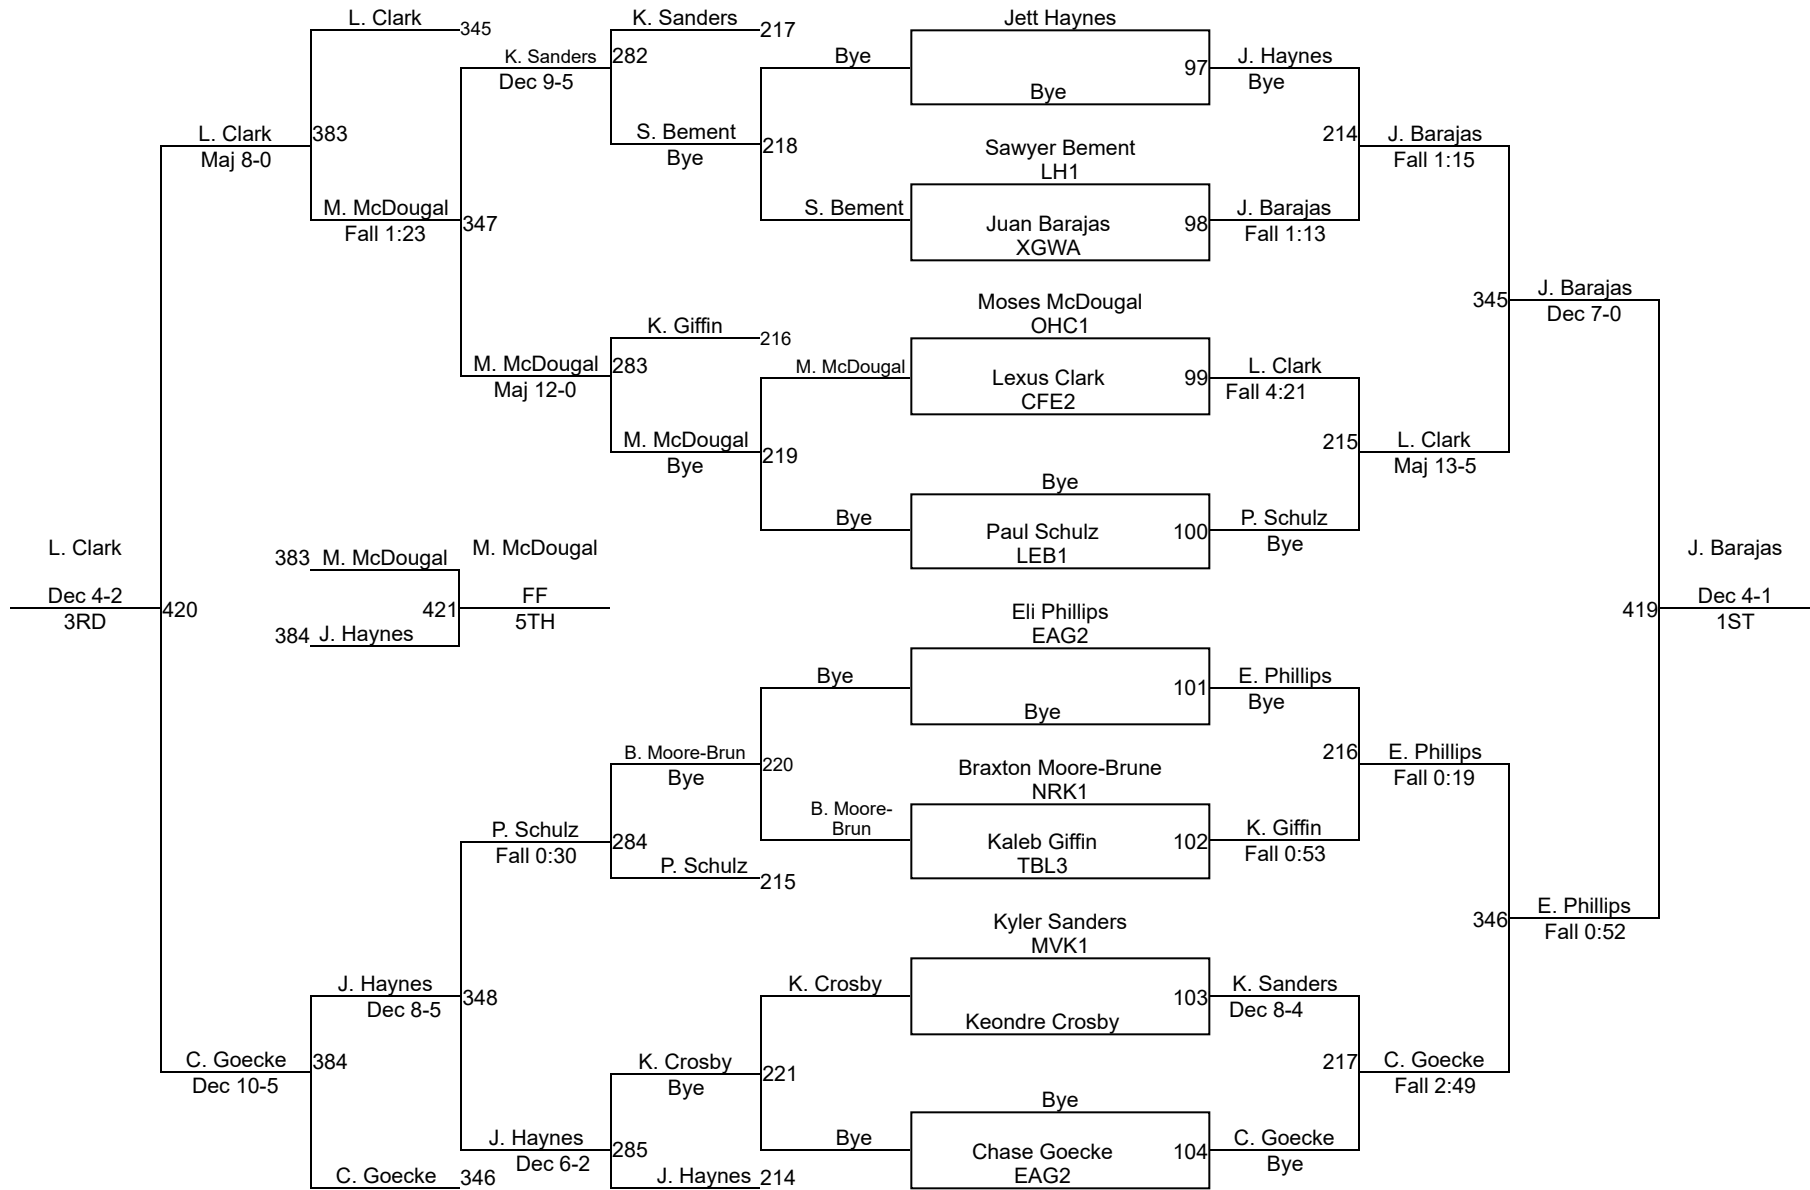 L. Clark
345
K. Sanders
217
Jett Haynes
K. Sanders
282
Dec 9-5
Bye
97
J. Haynes
Bye
Bye
L. Clark
383
Maj 8-0
S. Bement
218
Bye
Sawyer Bement
LH1
214
J. Barajas
Fall 1:15
M. McDougal
347
Fall 1:23
S. Bement
Juan Barajas
XGWA
98
J. Barajas
Fall 1:13
Moses McDougal
OHC1
345
J. Barajas
Dec 7-0
K. Giffin
216
M. McDougal
283
Maj 12-0
M. McDougal
Lexus Clark
CFE2
99
L. Clark
Fall 4:21
M. McDougal
219
Bye
215
L. Clark
Maj 13-5
Bye
Bye
Paul Schulz
LEB1
100
P. Schulz
Bye
L. Clark
Dec 4-2
3RD
420
383
M. McDougal
M. McDougal
421
FF
5TH
384
J. Haynes
J. Barajas
419
Dec 4-1
1ST
Eli Phillips
EAG2
Bye
101
E. Phillips
Bye
Bye
B. Moore-Brun
220
Bye
Braxton Moore-Brune
NRK1
216
E. Phillips
Fall 0:19
B. Moore-
Brun
Kaleb Giffin
TBL3
102
K. Giffin
Fall 0:53
P. Schulz
284
Fall 0:30
P. Schulz
215
Kyler Sanders
MVK1
346
E. Phillips
Fall 0:52
J. Haynes
348
Dec 8-5
K. Crosby
Keondre Crosby
103
K. Sanders
Dec 8-4
C. Goecke
384
Dec 10-5
K. Crosby
221
Bye
217
C. Goecke
Fall 2:49
Bye
J. Haynes
285
Dec 6-2
Bye
Chase Goecke
EAG2
104
C. Goecke
Bye
C. Goecke
346
J. Haynes
214